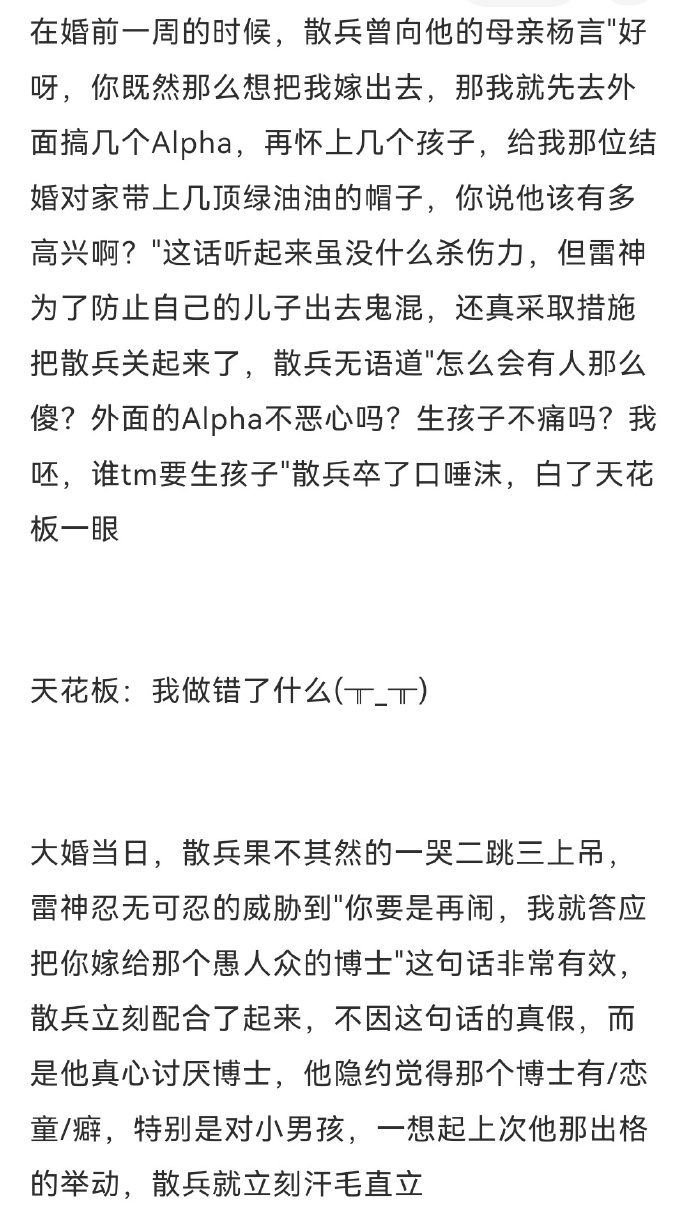 在婚前一周的时候，散兵曾向他的母亲杨言"好
呀，你既然那么想把我嫁出去，那我就先去外
面搞几个Alpha，再怀上几个孩子，给我那位结
婚对家带上几顶绿油油的帽子，你说他该有多
高兴啊？"这话听起来虽没什么杀伤力，但雷神
为了防止自己的儿子出去鬼混，还真采取措施
把散兵关起来了，散兵无语道"怎么会有人那么
傻？外面的Alpha不恶心吗？生孩子不痛吗？我
呸，谁tm要生孩子"散兵卒了口唾沫，白了天花
板一眼
天花板：我做错了什么(╥_╥)
大婚当日，散兵果不其然的一哭二跳三上吊，
雷神忍无可忍的威胁到"你要是再闹，我就答应
把你嫁给那个愚人众的博士"这句话非常有效，
散兵立刻配合了起来，不因这句话的真假，而
是他真心讨厌博士，他隐约觉得那个博士有/恋
童/癖，特别是对小男孩，一想起上次他那出格
的举动，散兵就立刻汗毛直立